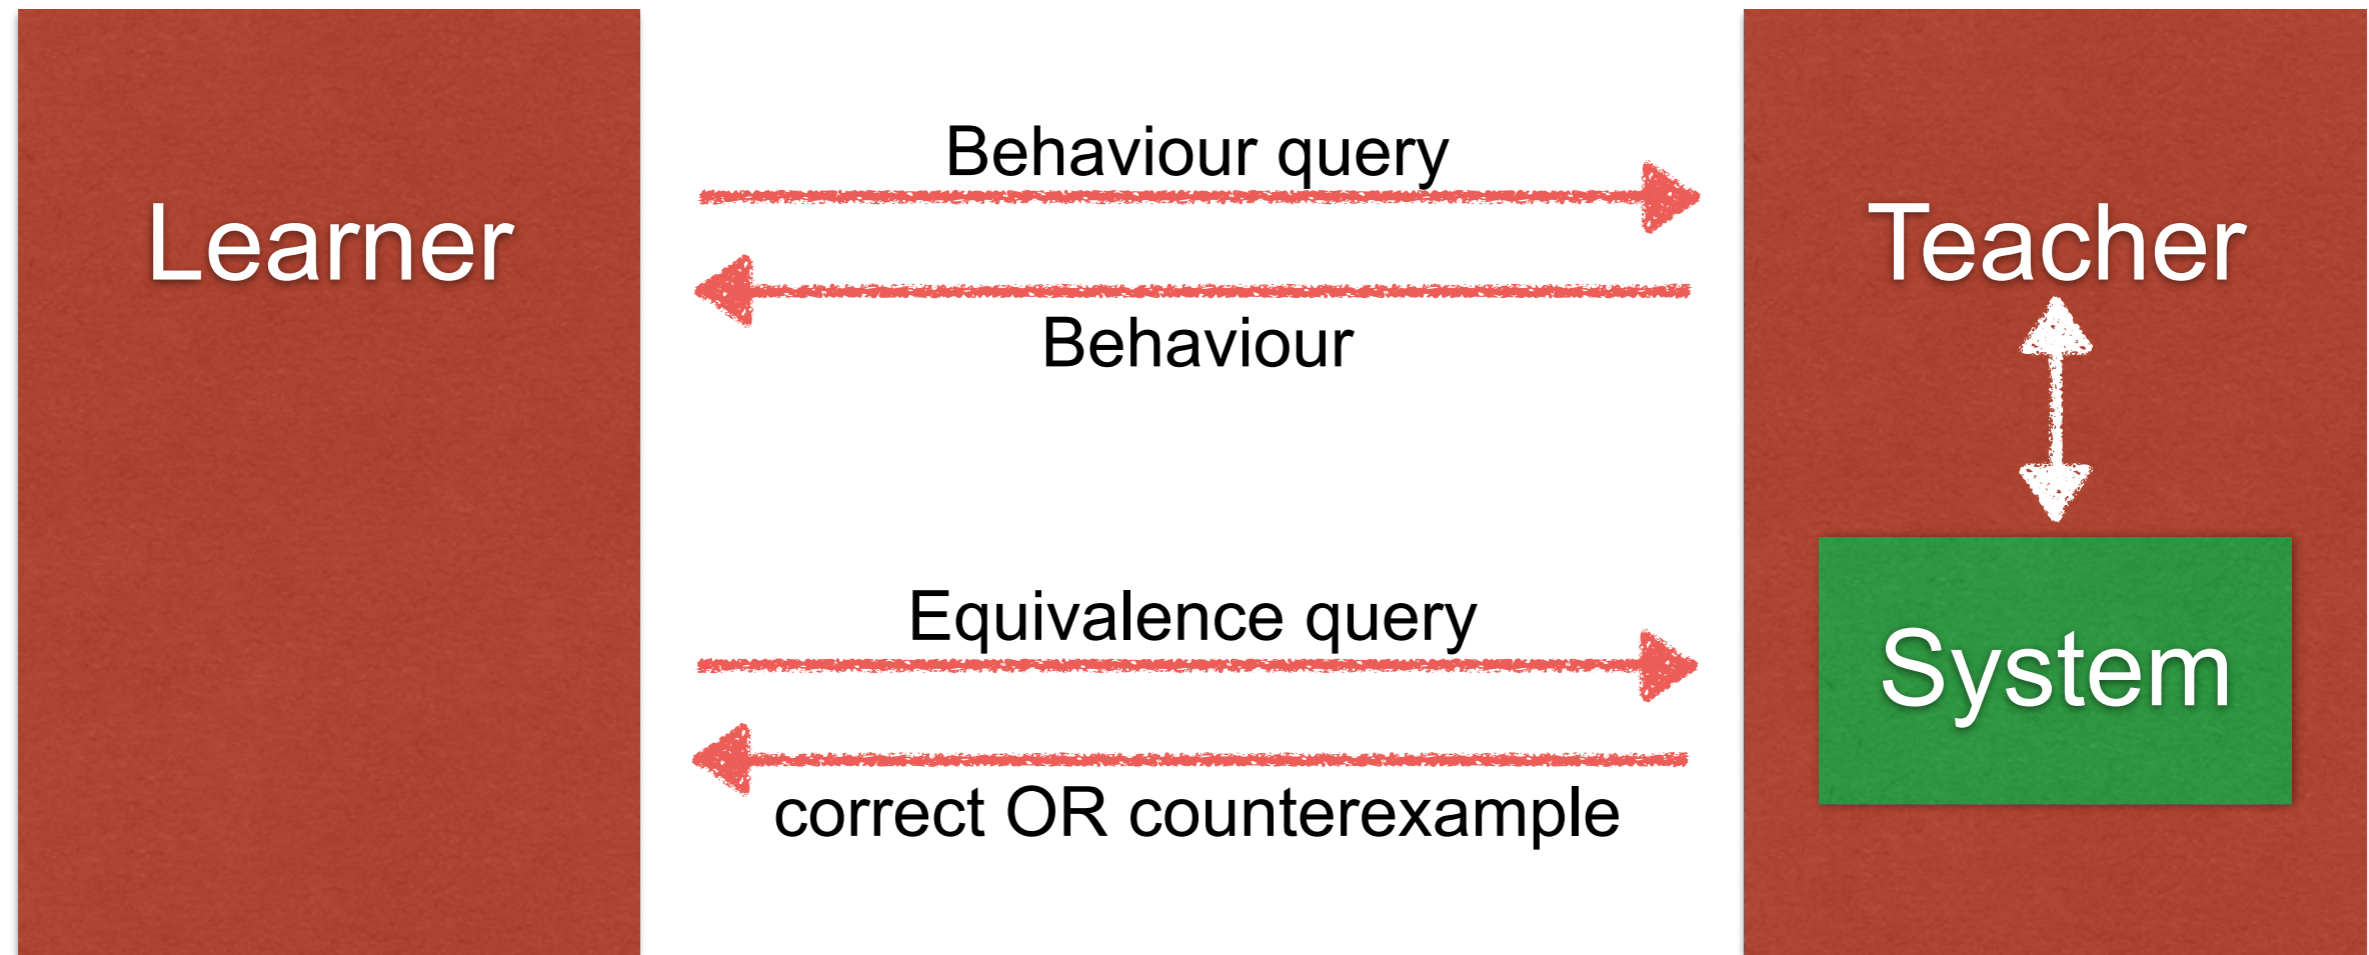 Learner
Behaviour query
Behaviour
Equivalence query
correct OR counterexample
Teacher
System